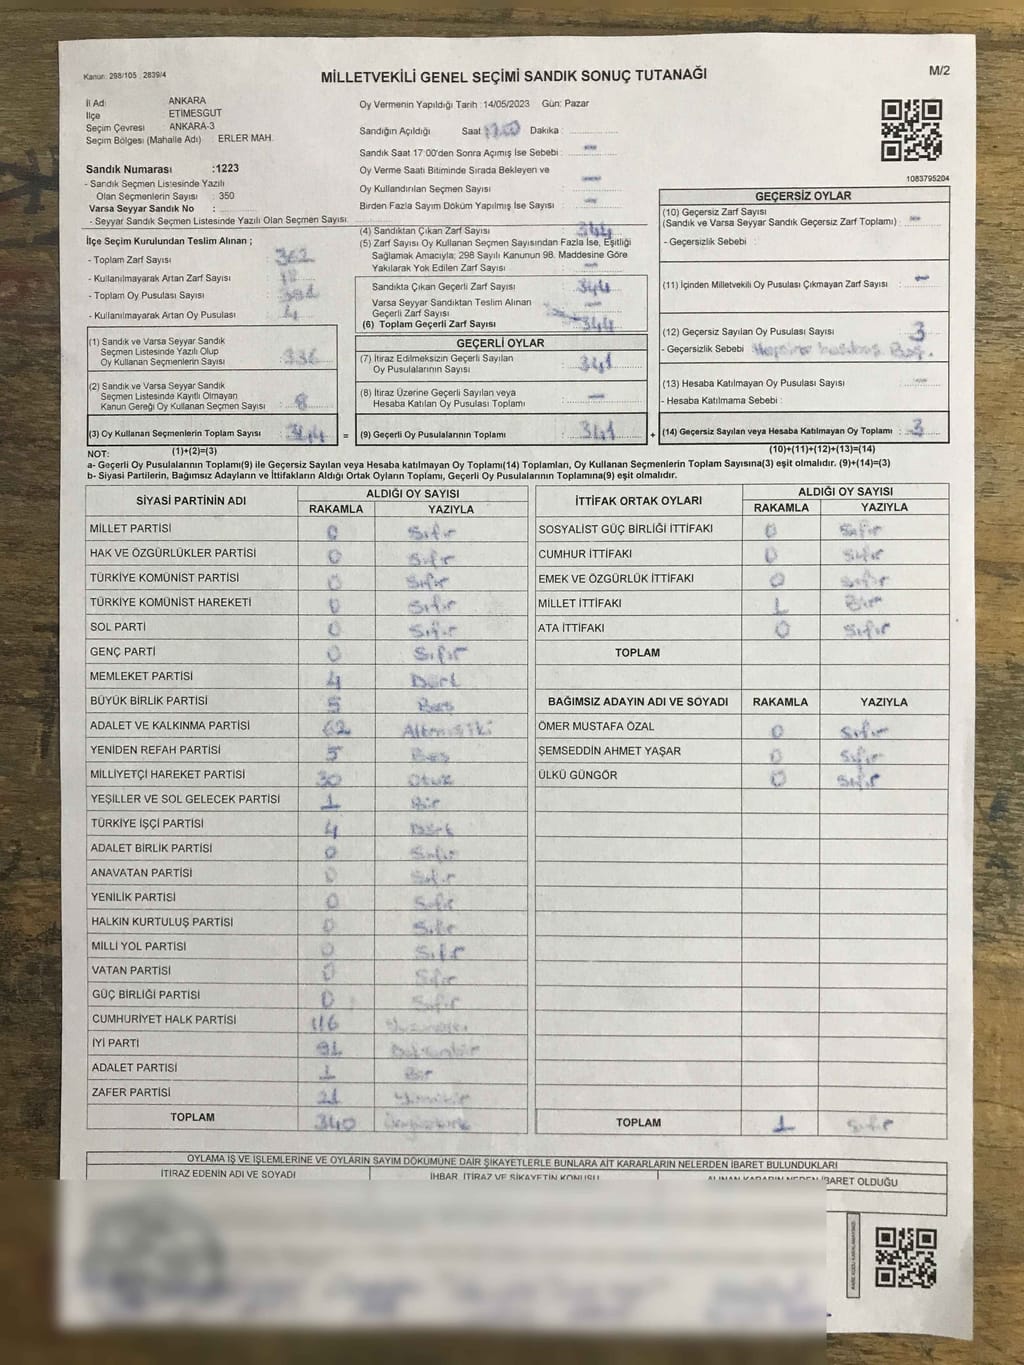 Kanun: 298/105 2839/4
MİLLETVEKİLİ GENEL SEÇİMİ SANDIK SONUÇ TUTANAĞI
M/2
İl Adı ANKARA
İlçe ETİMESGUT
Seçim Çevresi ANKARA-3
Seçim Bölgesi (Mahalle Adı) : ERLER MAH.
Sandık Numarası :1223
- Sandık Seçmen Listesinde Yazılı
Olan Seçmenlerin Sayısı : 350
Varsa Seyyar Sandık No :
- Seyyar Sandık Seçmen Listesinde Yazılı Olan Seçmen Sayısı:
Oy Vermenin Yapıldığı Tarih :14/05/2023 Gün: Pazar
Sandığın Açıldığı Saat 17.00 Dakika :
Sandık Saat 17:00'den Sonra Açımış İse Sebebi : -
Oy Verme Saati Bitiminde Sırada Bekleyen ve
Oy Kullandırılan Seçmen Sayısı : -
Birden Fazla Sayım Döküm Yapılmış İse Sayısı : -
1083795204
İlçe Seçim Kurulundan Teslim Alınan ;
- Toplam Zarf Sayısı : 362
- Kullanılmayarak Artan Zarf Sayısı :
- Toplam Oy Pusulası Sayısı :
- Kullanılmayarak Artan Oy Pusulası : 4
(1) Sandık ve Varsa Seyyar Sandık
Seçmen Listesinde Yazılı Olup
Oy Kullanan Seçmenlerin Sayısı : 336
(2) Sandık ve Varsa Seyyar Sandık
Seçmen Listesinde Kayıtlı Olmayan
Kanun Gereği Oy Kullanan Seçmen Sayısı : 8
(3) Oy Kullanan Seçmenlerin Toplam Sayısı : 344 =
(4) Sandıktan Çıkan Zarf Sayısı : 344
(5) Zarf Sayısı Oy Kullanan Seçmen Sayısından Fazla İse, Eşitliği
Sağlamak Amacıyla; 298 Sayılı Kanunun 98. Maddesine Göre
Yakılarak Yok Edilen Zarf Sayısı : -
Sandıkta Çıkan Geçerli Zarf Sayısı : 344
Varsa Seyyar Sandıktan Teslim Alınan
Geçerli Zarf Sayısı :
(6) Toplam Geçerli Zarf Sayısı : 344
GEÇERLİ OYLAR
(7) İtiraz Edilmeksizin Geçerli Sayılan
Oy Pusulalarının Sayısı : 341
(8) İtiraz Üzerine Geçerli Sayılan veya
Hesaba Katılan Oy Pusulası Toplamı : -
(9) Geçerli Oy Pusulalarının Toplamı : 341 +
GEÇERSİZ OYLAR
(10) Geçersiz Zarf Sayısı
(Sandık ve Varsa Seyyar Sandık Geçersiz Zarf Toplamı) : -
- Geçersizlik Sebebi :
(11) İçinden Milletvekili Oy Pusulası Çıkmayan Zarf Sayısı : -
(12) Geçersiz Sayılan Oy Pusulası Sayısı : 3
- Geçersizlik Sebebi
(13) Hesaba Katılmayan Oy Pusulası Sayısı : -
- Hesaba Katılmama Sebebi :
(14) Geçersiz Sayılan veya Hesaba Katılmayan Oy Toplamı : 3
NOT: (1)+(2)=(3) (10)+(11)+(12)+(13)=(14)
a- Geçerli Oy Pusulalarının Toplamı(9) ile Geçersiz Sayılan veya Hesaba katılmayan Oy Toplamı(14) Toplamları, Oy Kullanan Seçmenlerin Toplam Sayısına(3) eşit olmalıdır. (9)+(14)=(3)
b- Siyasi Partilerin, Bağımsız Adayların ve İttifakların Aldığı Ortak Oyların Toplamı, Geçerli Oy Pusulalarının Toplamına(9) eşit olmalıdır.
SİYASİ PARTİNİN ADI ALDIĞI OY SAYISI
RAKAMLA YAZIYLA
MİLLET PARTİSİ 0 Sıfır
HAK VE ÖZGÜRLÜKLER PARTİSİ 0 Sıfır
TÜRKİYE KOMÜNİST PARTİSİ 0 Sıfır
TÜRKİYE KOMÜNİST HAREKETİ 0 Sıfır
SOL PARTİ 0 Sıfır
GENÇ PARTİ 0 Sıfır
MEMLEKET PARTİSİ 4 Dört
BÜYÜK BİRLİK PARTİSİ 5 Beş
ADALET VE KALKINMA PARTİSİ 62 Altmışiki
YENİDEN REFAH PARTİSİ 5 Beş
MİLLİYETÇİ HAREKET PARTİSİ 30 Otuz
YEŞİLLER VE SOL GELECEK PARTİSİ 1 Bir
TÜRKİYE İŞÇİ PARTİSİ 4 Dört
ADALET BİRLİK PARTİSİ 0 Sıfır
ANAVATAN PARTİSİ 0 Sıfır
YENİLİK PARTİSİ 0 Sıfır
HALKIN KURTULUŞ PARTİSİ 0 Sıfır
MİLLİ YOL PARTİSİ 0 Sıfır
VATAN PARTİSİ 0 Sıfır
GÜÇ BİRLİĞİ PARTİSİ 0 Sıfır
CUMHURİYET HALK PARTİSİ 116
İYİ PARTİ 91
ADALET PARTİSİ 1 Bir
ZAFER PARTİSİ 21
TOPLAM 340
İTTİFAK ORTAK OYLARI ALDIĞI OY SAYISI
RAKAMLA YAZIYLA
SOSYALİST GÜÇ BİRLİĞİ İTTİFAKI 0 Sıfır
CUMHUR İTTİFAKI 0 Sıfır
EMEK VE ÖZGÜRLÜK İTTİFAKI 0 Sıfır
MİLLET İTTİFAKI 1 Bir
ATA İTTİFAKI 0 Sıfır
TOPLAM
BAĞIMSIZ ADAYIN ADI VE SOYADI RAKAMLA YAZIYLA
ÖMER MUSTAFA ÖZAL 0 Sıfır
ŞEMSEDDİN AHMET YAŞAR 0 Sıfır
ÜLKÜ GÜNGÖR 0 Sıfır
TOPLAM 1 Sıfır
OYLAMA İŞ VE İŞLEMLERİNE VE OYLARIN SAYIM DÖKÜMÜNE DAİR ŞİKAYETLERLE BUNLARA AİT KARARLARIN NELERDEN İBARET BULUNDUKLARI
İTİRAZ EDENİN ADI VE SOYADI İHBAR, İTİRAZ VE ŞİKAYETİN KONUSU ALINAN KARARIN NEDEN İBARET OLDUĞU